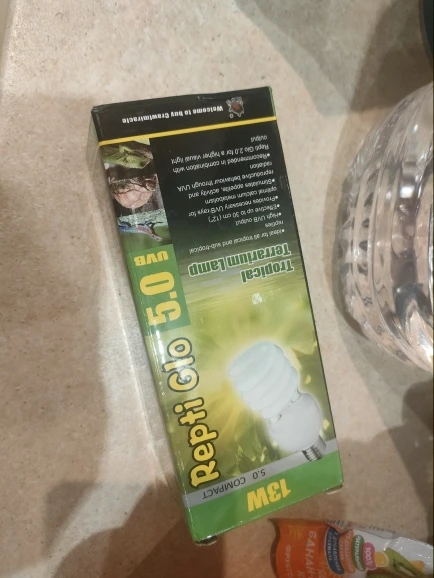 Welcome to buy Crowtmiracle
Repti Glo 5.0 UVB
Tropical
Terrarium Lamp
•Ideal for all tropical and sub-tropical
reptiles
•High UVB output
•Effective up to 30 cm (12")
•Provides necessary UVB rays for
optimal calcium metabolism
•Stimulates appetite, activity and
reproductive behaviour through UVA
radiation
•Recommended in combination with
Repti Glo 2.0 for a higher visual light
output
5.0 COMPACT
13W
100%
БАНАН